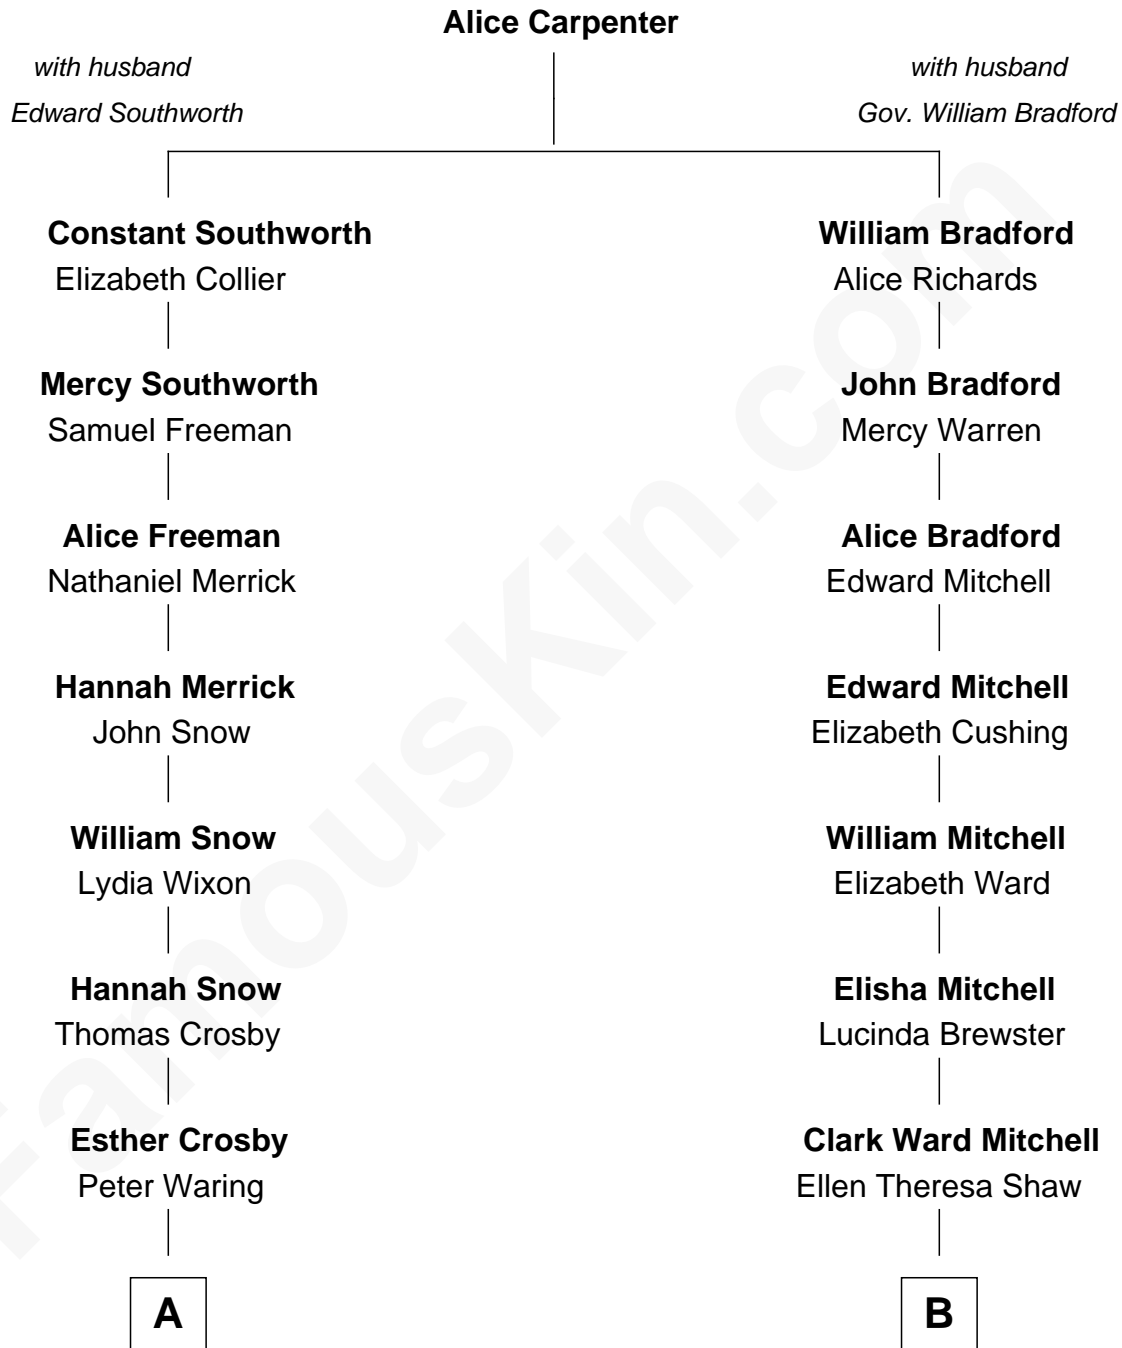 Alice Carpenter
with husband
Edward Southworth
with husband
Gov. William Bradford
Constant Southworth
Elizabeth Collier
William Bradford
Alice Richards
Mercy Southworth
Samuel Freeman
John Bradford
Mercy Warren
Alice Freeman
Nathaniel Merrick
Alice Bradford
Edward Mitchell
Hannah Merrick
John Snow
Edward Mitchell
Elizabeth Cushing
William Snow
Lydia Wixon
William Mitchell
Elizabeth Ward
Hannah Snow
Thomas Crosby
Elisha Mitchell
Lucinda Brewster
Esther Crosby
Peter Waring
Clark Ward Mitchell
Ellen Theresa Shaw
A
B
FamousKin.com